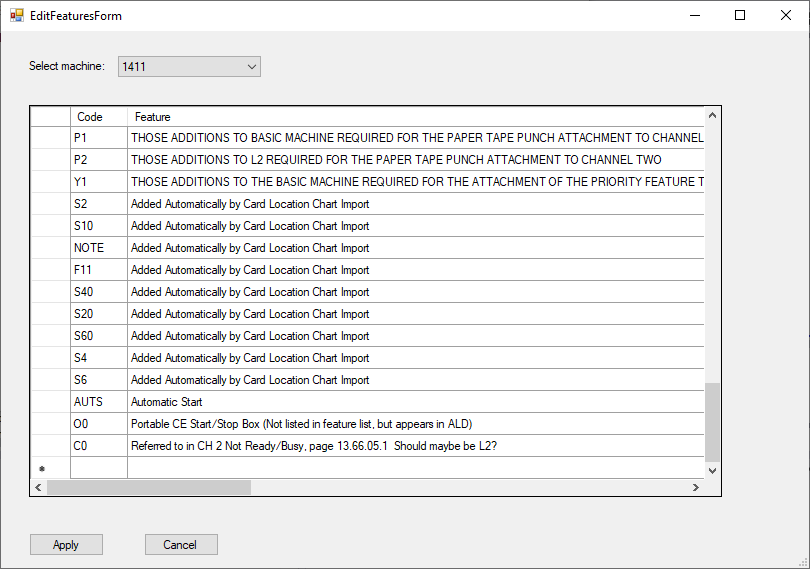 EditFeaturesForm
Select machine: 1411
Code Feature
P1 THOSE ADDITIONS TO BASIC MACHINE REQUIRED FOR THE PAPER TAPE PUNCH ATTACHMENT TO CHANNEL
P2 THOSE ADDITIONS TO L2 REQUIRED FOR THE PAPER TAPE PUNCH ATTACHMENT TO CHANNEL TWO
Y1 THOSE ADDITIONS TO THE BASIC MACHINE REQUIRED FOR THE ATTACHMENT OF THE PRIORITY FEATURE T
S2 Added Automatically by Card Location Chart Import
S10 Added Automatically by Card Location Chart Import
NOTE Added Automatically by Card Location Chart Import
F11 Added Automatically by Card Location Chart Import
S40 Added Automatically by Card Location Chart Import
S20 Added Automatically by Card Location Chart Import
S60 Added Automatically by Card Location Chart Import
S4 Added Automatically by Card Location Chart Import
S6 Added Automatically by Card Location Chart Import
AUTS Automatic Start
O0 Portable CE Start/Stop Box (Not listed in feature list, but appears in ALD)
C0 Referred to in CH 2 Not Ready/Busy, page 13.66.05.1  Should maybe be L2?
*
Apply Cancel